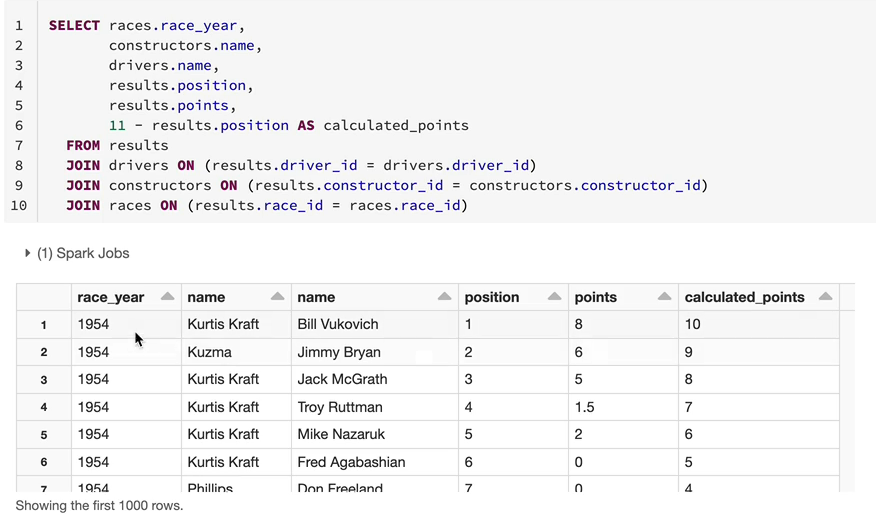 1 SELECT races.race_year,
2 constructors.name,
3 drivers.name,
4 results.position,
5 results.points,
6 11 - results.position AS calculated_points
7 FROM results
8 JOIN drivers ON (results.driver_id = drivers.driver_id)
9 JOIN constructors ON (results.constructor_id = constructors.constructor_id)
10 JOIN races ON (results.race_id = races.race_id)
(1) Spark Jobs
race_year name name position points calculated_points
1 1954 Kurtis Kraft Bill Vukovich 1 8 10
2 1954 Kuzma Jimmy Bryan 2 6 9
3 1954 Kurtis Kraft Jack McGrath 3 5 8
4 1954 Kurtis Kraft Troy Ruttman 4 1.5 7
5 1954 Kurtis Kraft Mike Nazaruk 5 2 6
6 1954 Kurtis Kraft Fred Agabashian 6 0 5
7 1954 Phillips Don Freeland 7 0 4
Showing the first 1000 rows.